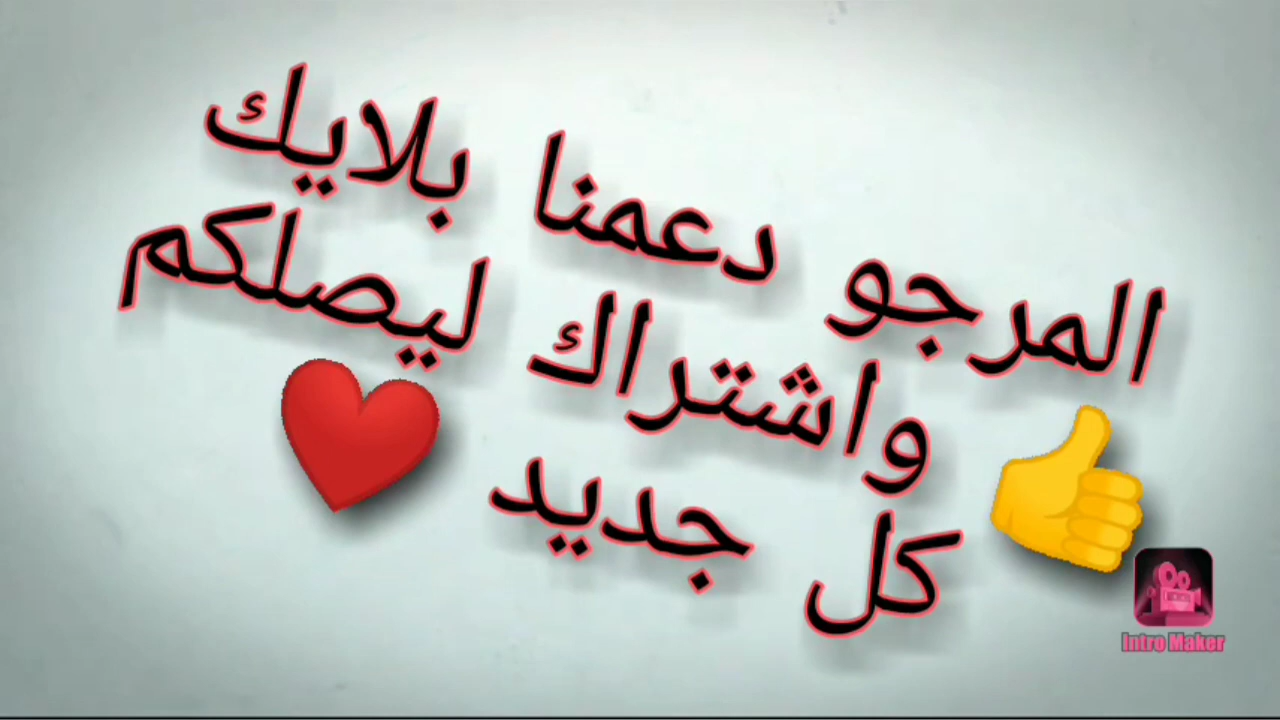 المرجو دعمنا بلايك
واشتراك ليصلكم
كل جديد
Intro Maker